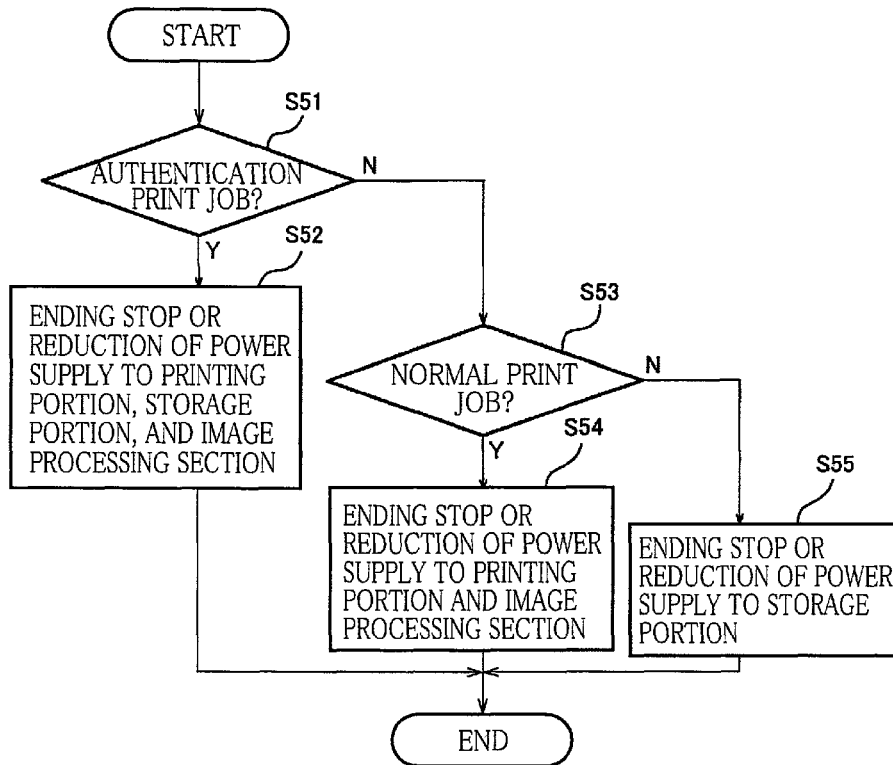 START
S51
AUTHENTICATION
PRINT JOB?
N
Y
S52
ENDING STOP OR
REDUCTION OF POWER
SUPPLY TO PRINTING
PORTION, STORAGE
PORTION, AND IMAGE
PROCESSING SECTION
S53
NORMAL PRINT
JOB?
N
Y
S54
ENDING STOP OR
REDUCTION OF POWER
SUPPLY TO PRINTING
PORTION AND IMAGE
PROCESSING SECTION
S55
ENDING STOP OR
REDUCTION OF POWER
SUPPLY TO STORAGE
PORTION
END